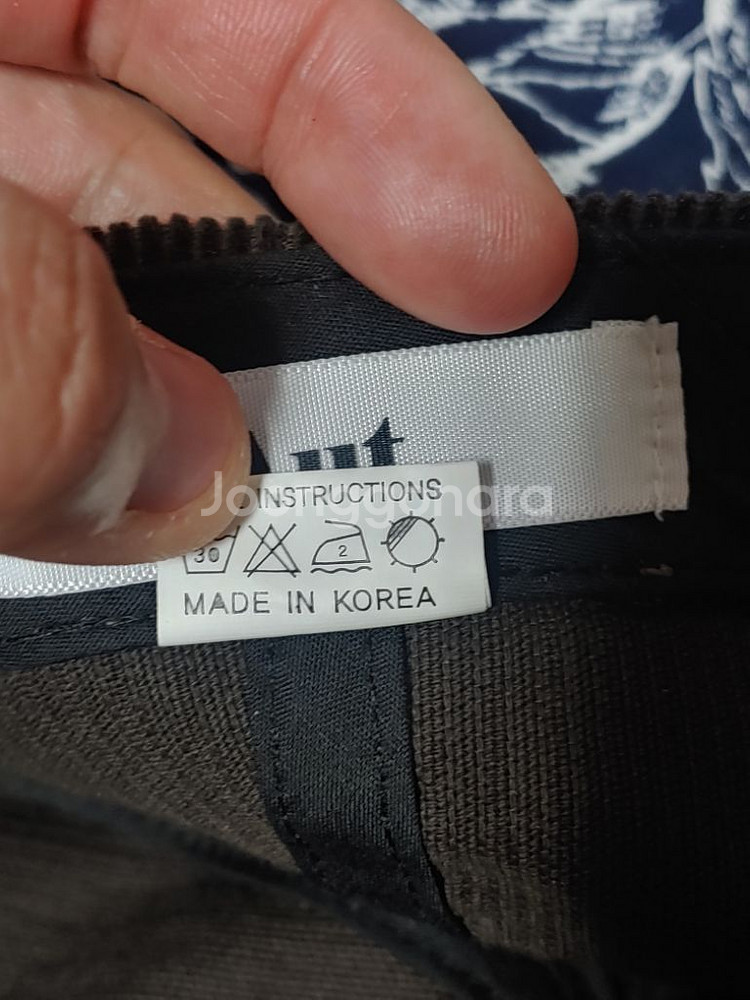 INSTRUCTIONS
30
2
MADE IN KOREA
Joonggonara